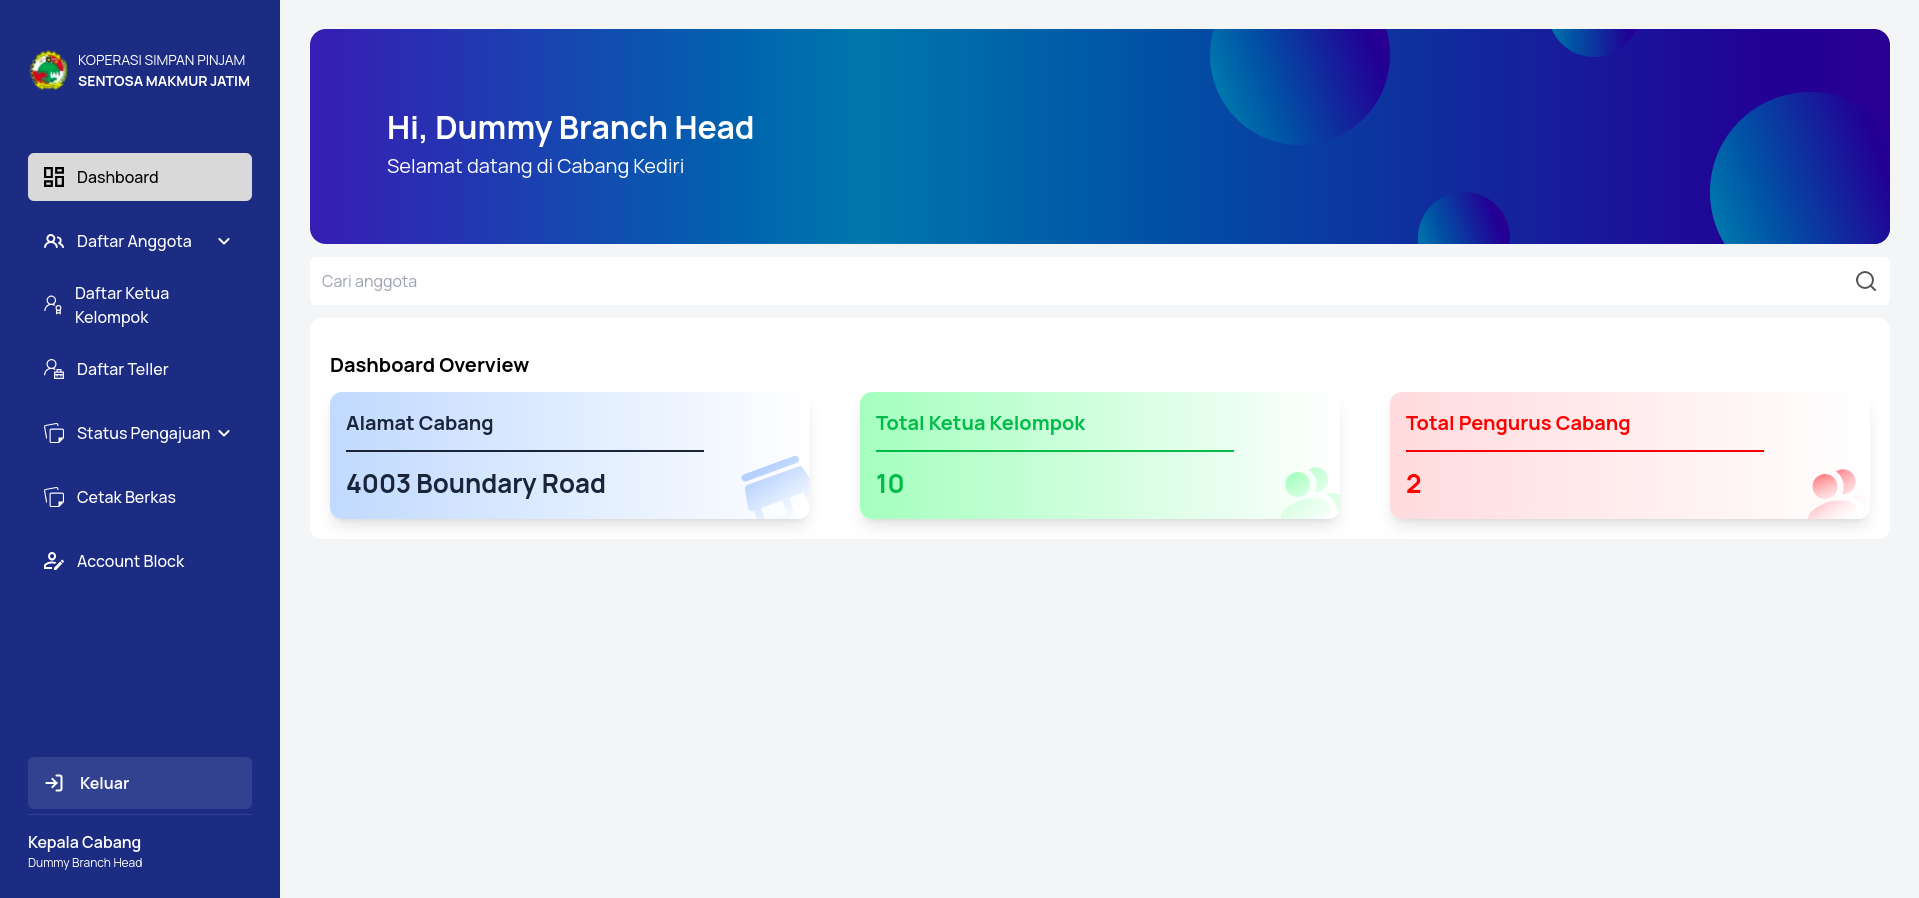 KOPERASI SIMPAN PINJAM
SENTOSA MAKMUR JATIM
Dashboard
Daftar Anggota
Daftar Ketua
Kelompok
Daftar Teller
Status Pengajuan
Cetak Berkas
Account Block
Keluar
Kepala Cabang
Dummy Branch Head
Hi, Dummy Branch Head
Selamat datang di Cabang Kediri
Cari anggota
Dashboard Overview
Alamat Cabang
4003 Boundary Road
Total Ketua Kelompok
10
Total Pengurus Cabang
2